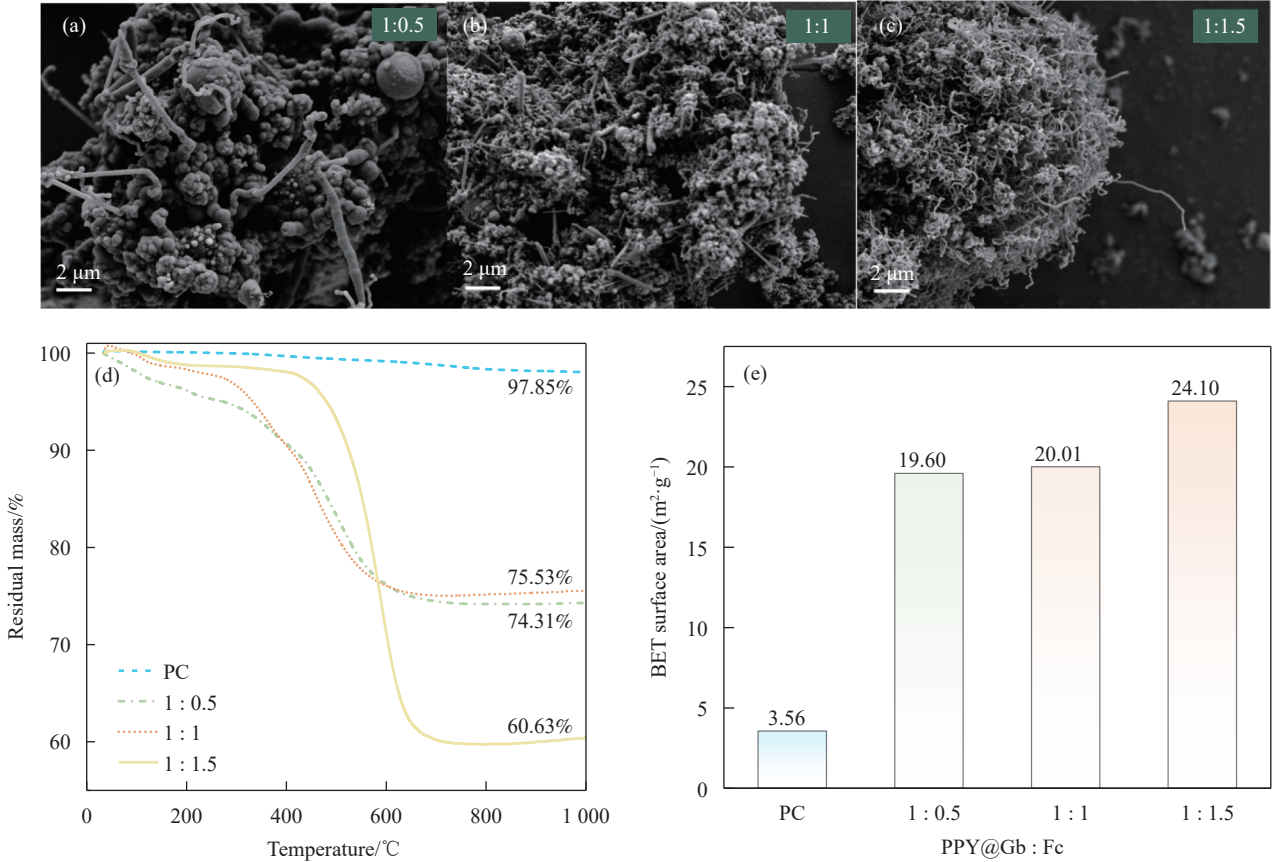 (a)
1:0.5
2 μm
(b)
1:1
2 μm
(c)
1:1.5
2 μm
(d)
Residual mass/%
100
90
80
70
60
97.85%
75.53%
74.31%
60.63%
PC
1 : 0.5
1 : 1
1 : 1.5
0
200
400
600
800
1 000
Temperature/℃
(e)
BET surface area/(m²·g⁻¹)
25
20
15
10
5
0
3.56
19.60
20.01
24.10
PC
1 : 0.5
1 : 1
1 : 1.5
PPY@Gb : Fc